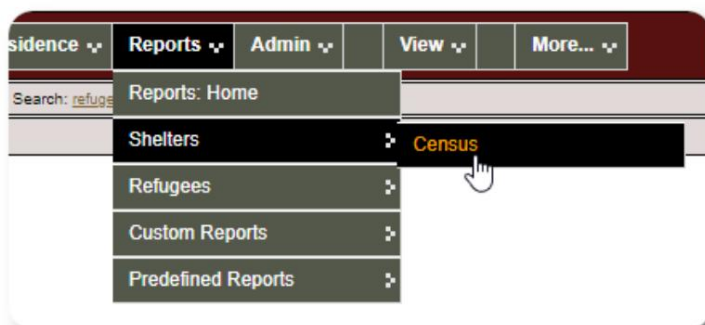 sidence Reports Admin View More...
Search: refuge
Reports: Home
Shelters
Census
Refugees
Custom Reports
Predefined Reports